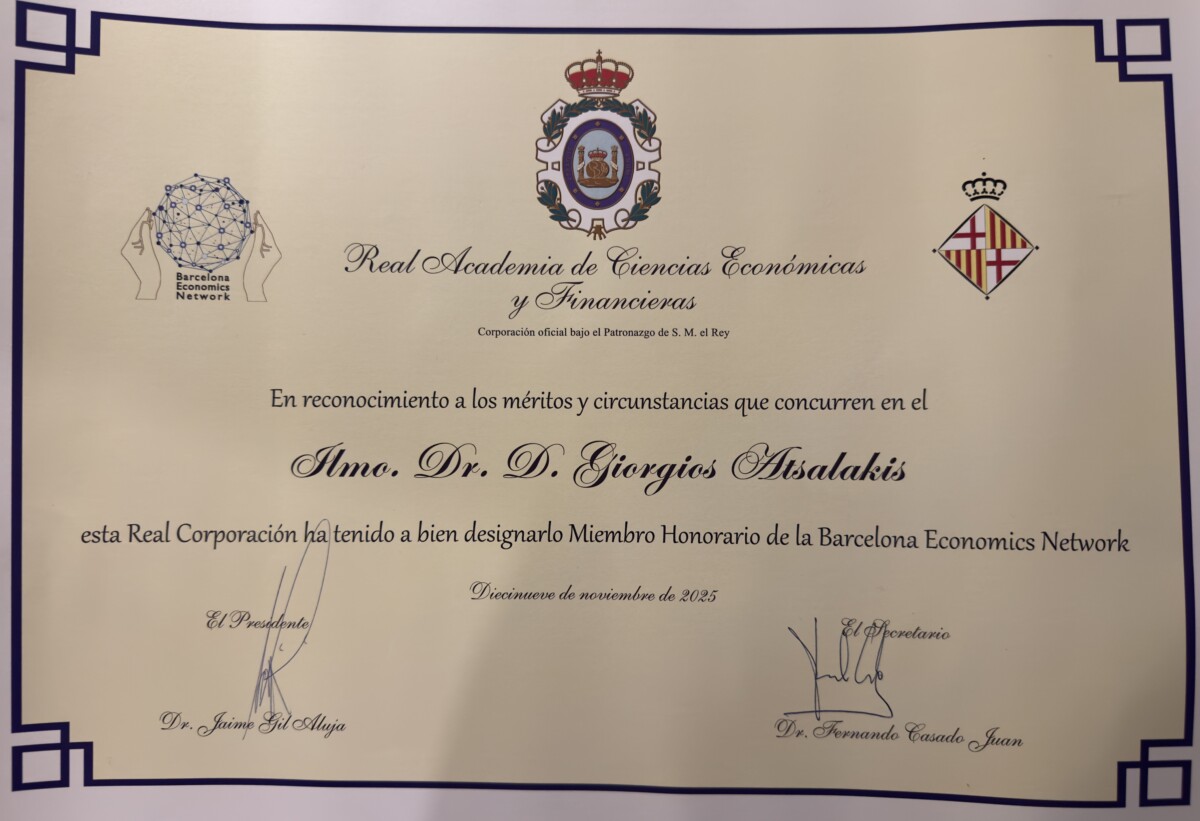 Barcelona
Economics
Network
Real Academia de Ciencias Económicas
y Financieras
Corporación oficial bajo el Patronazgo de S. M. el Rey
En reconocimiento a los méritos y circunstancias que concurren en el
Ilmo. Dr. D. Giorgios Atsalakis
esta Real Corporación ha tenido a bien designarlo Miembro Honorario de la Barcelona Economics Network
Diecinueve de noviembre de 2025
El Presidente
El Secretario
Dr. Jaime Gil Aluja
Dr. Fernando Casado Juan